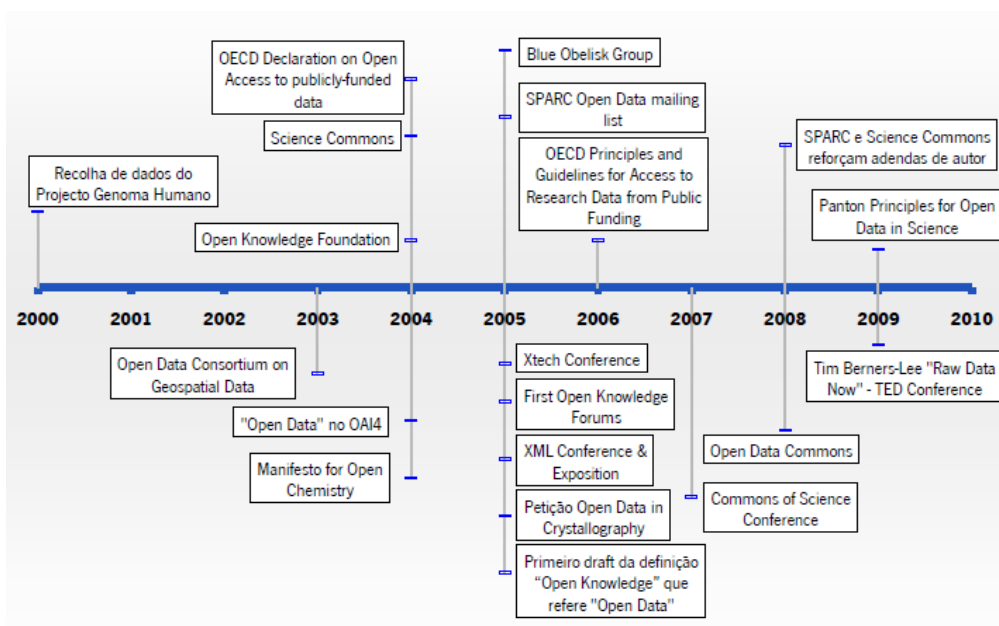 OECD Declaration on Open
Access to publicly-funded
data
Science Commons
Recolha de dados do
Projecto Genoma Humano
Open Knowledge Foundation
Blue Obelisk Group
SPARC Open Data mailing
list
OECD Principles and
Guidelines for Access to
Research Data from Public
Funding
SPARC e Science Commons
reforçam adendas de autor
Panton Principles for Open
Data in Science
2000 2001 2002 2003 2004 2005 2006 2007 2008 2009 2010
Open Data Consortium on
Geospatial Data
"Open Data" no OAI4
Manifesto for Open
Chemistry
Xtech Conference
First Open Knowledge
Forums
XML Conference &
Exposition
Petição Open Data in
Crystallography
Primeiro draft da definição
“Open Knowledge” que
refere "Open Data"
Tim Berners-Lee "Raw Data
Now" - TED Conference
Open Data Commons
Commons of Science
Conference